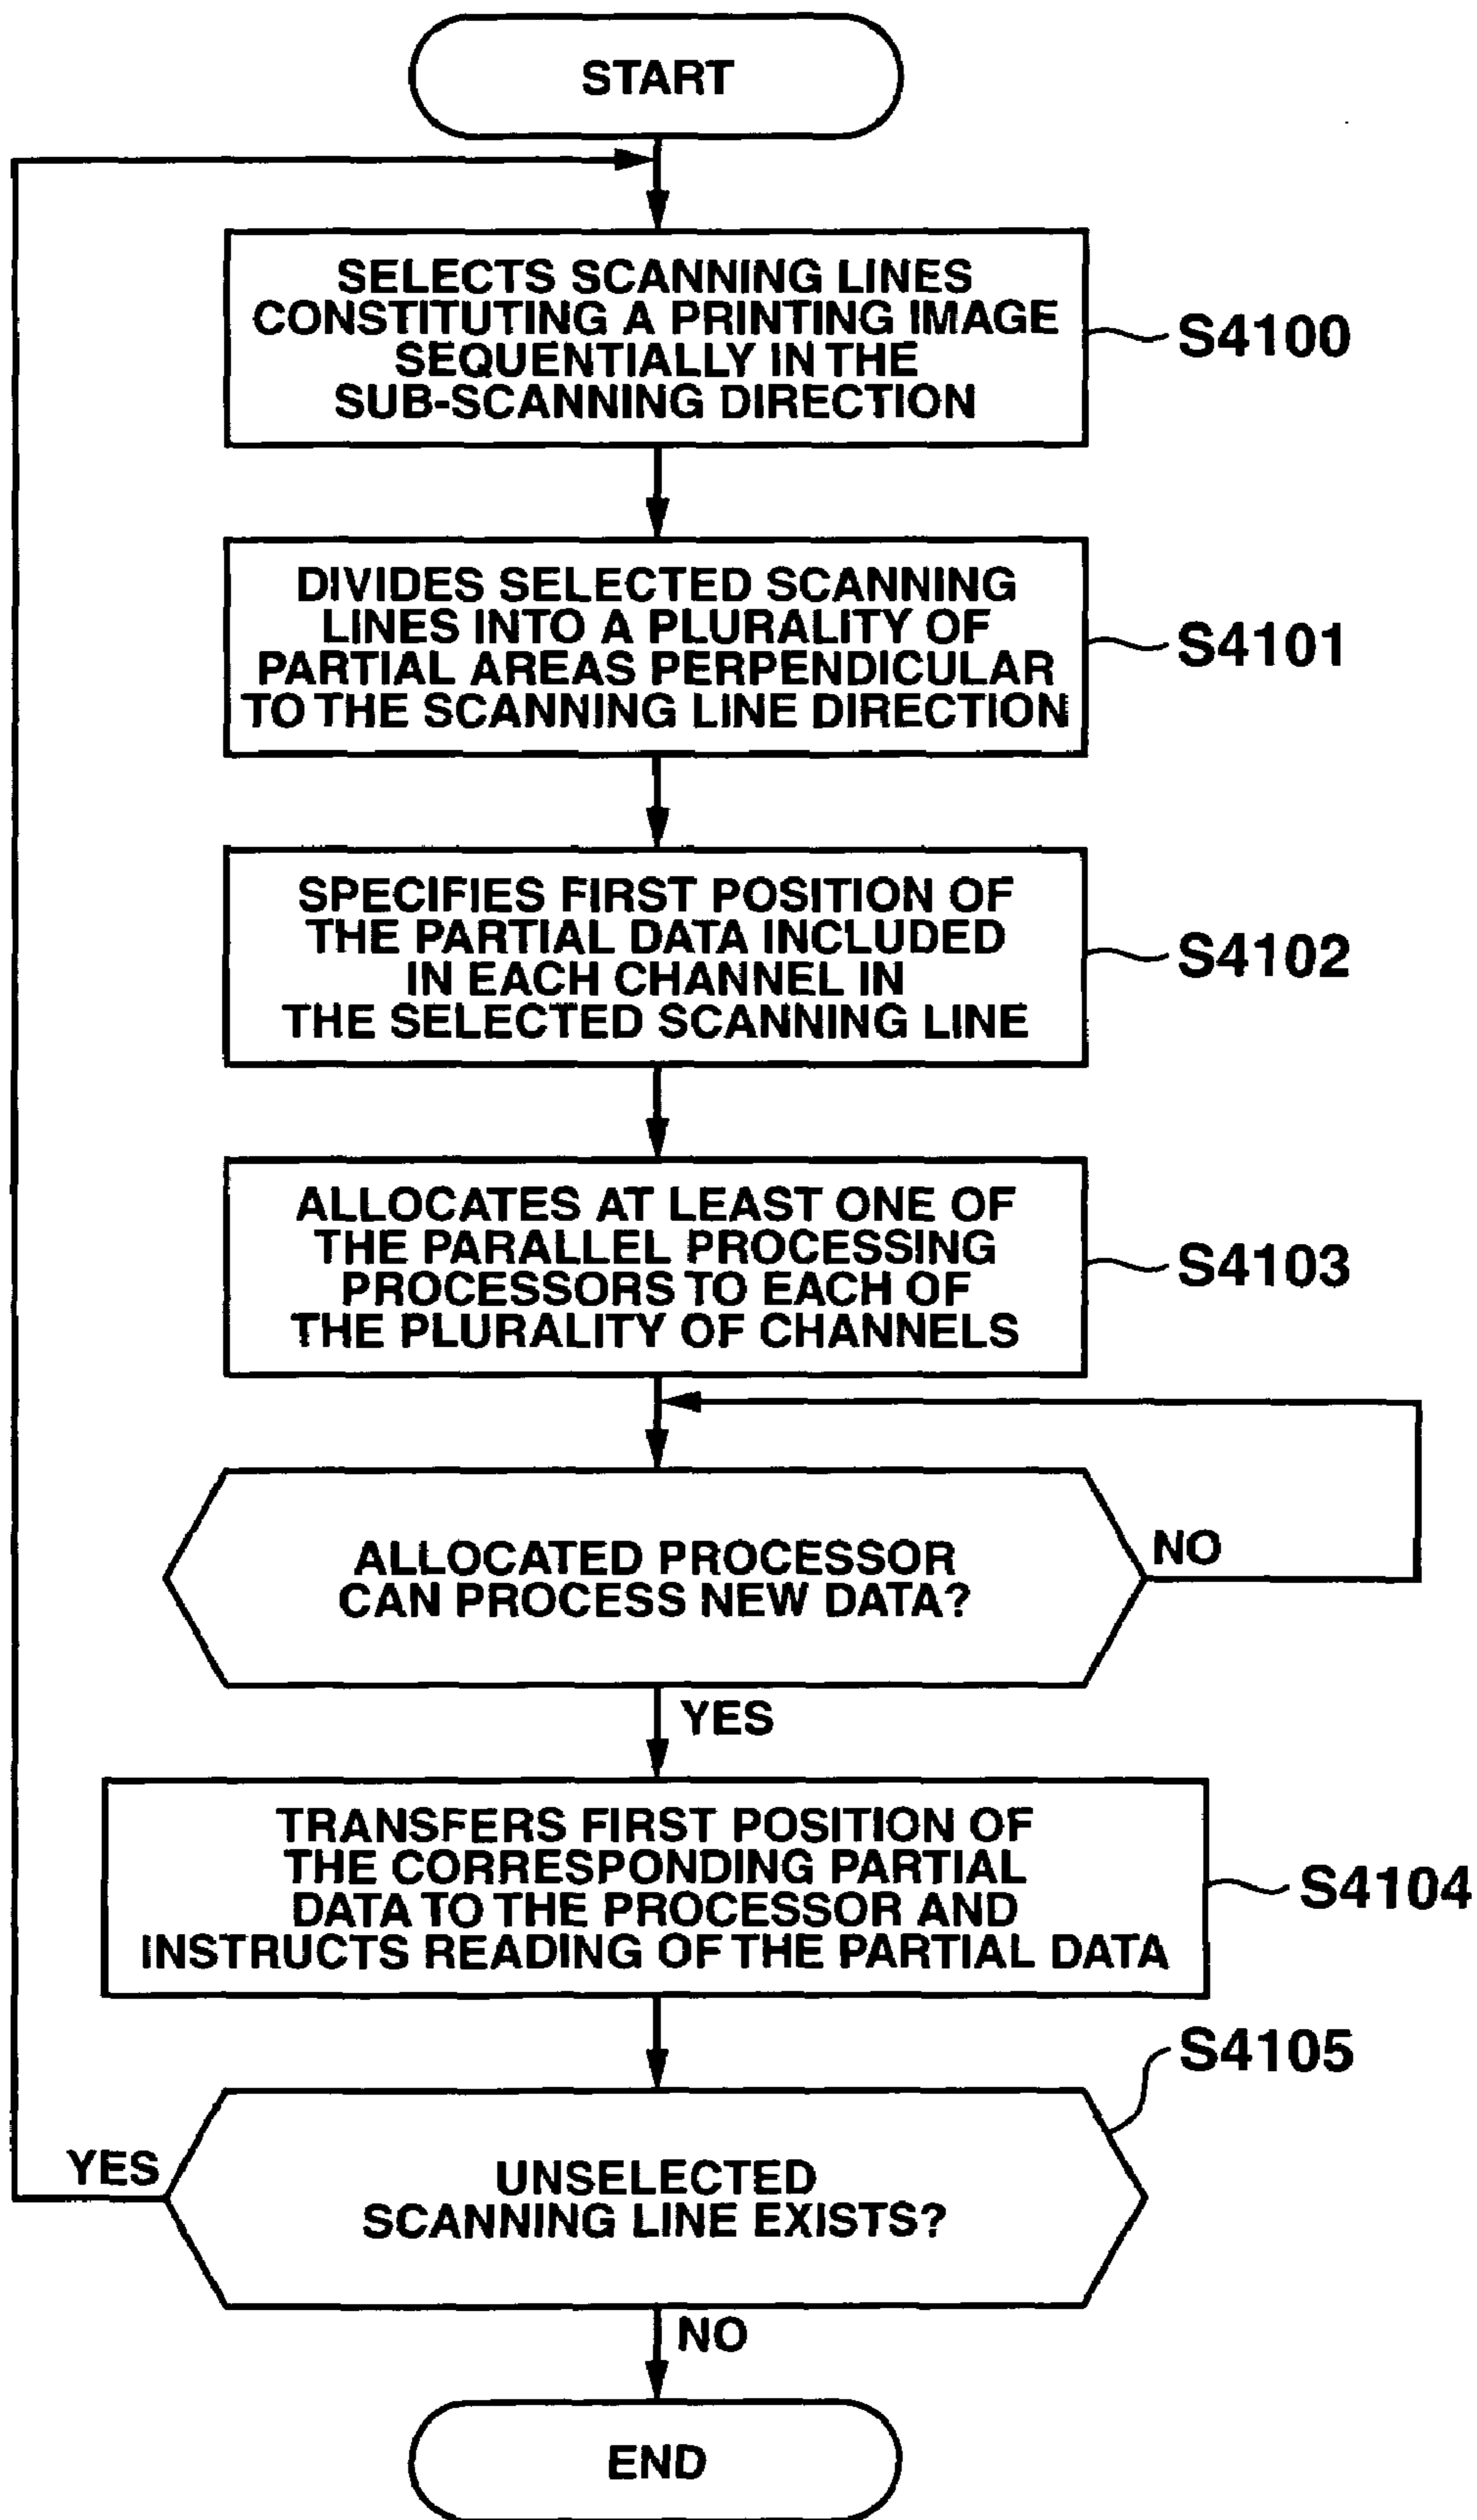 START
SELECTS SCANNING LINES
CONSTITUTING A PRINTING IMAGE
SEQUENTIALLY IN THE
SUB-SCANNING DIRECTION
S4100
DIVIDES SELECTED SCANNING
LINES INTO A PLURALITY OF
PARTIAL AREAS PERPENDICULAR
TO THE SCANNING LINE DIRECTION
S4101
SPECIFIES FIRST POSITION OF
THE PARTIAL DATA INCLUDED
IN EACH CHANNEL IN
THE SELECTED SCANNING LINE
S4102
ALLOCATES AT LEAST ONE OF
THE PARALLEL PROCESSING
PROCESSORS TO EACH OF
THE PLURALITY OF CHANNELS
S4103
ALLOCATED PROCESSOR
CAN PROCESS NEW DATA?
NO
YES
TRANSFERS FIRST POSITION OF
THE CORRESPONDING PARTIAL
DATA TO THE PROCESSOR AND
INSTRUCTS READING OF THE PARTIAL DATA
S4104
S4105
YES
UNSELECTED
SCANNING LINE EXISTS?
NO
END